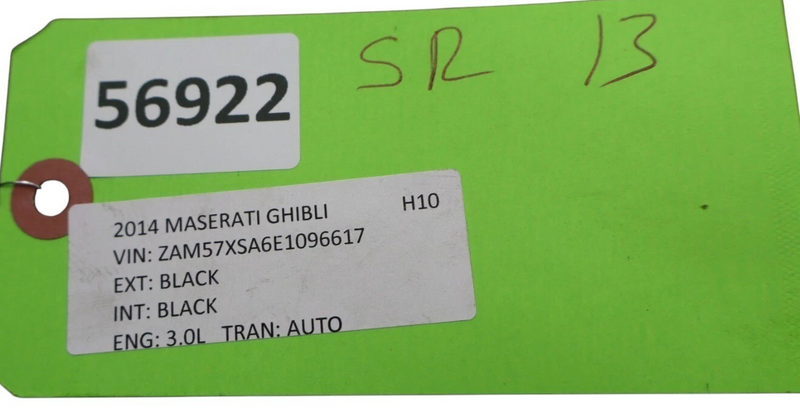 SR 13
56922
2014 MASERATI GHIBLI H10
VIN: ZAM57XSA6E1096617
EXT: BLACK
INT: BLACK
ENG: 3.0L TRAN: AUTO